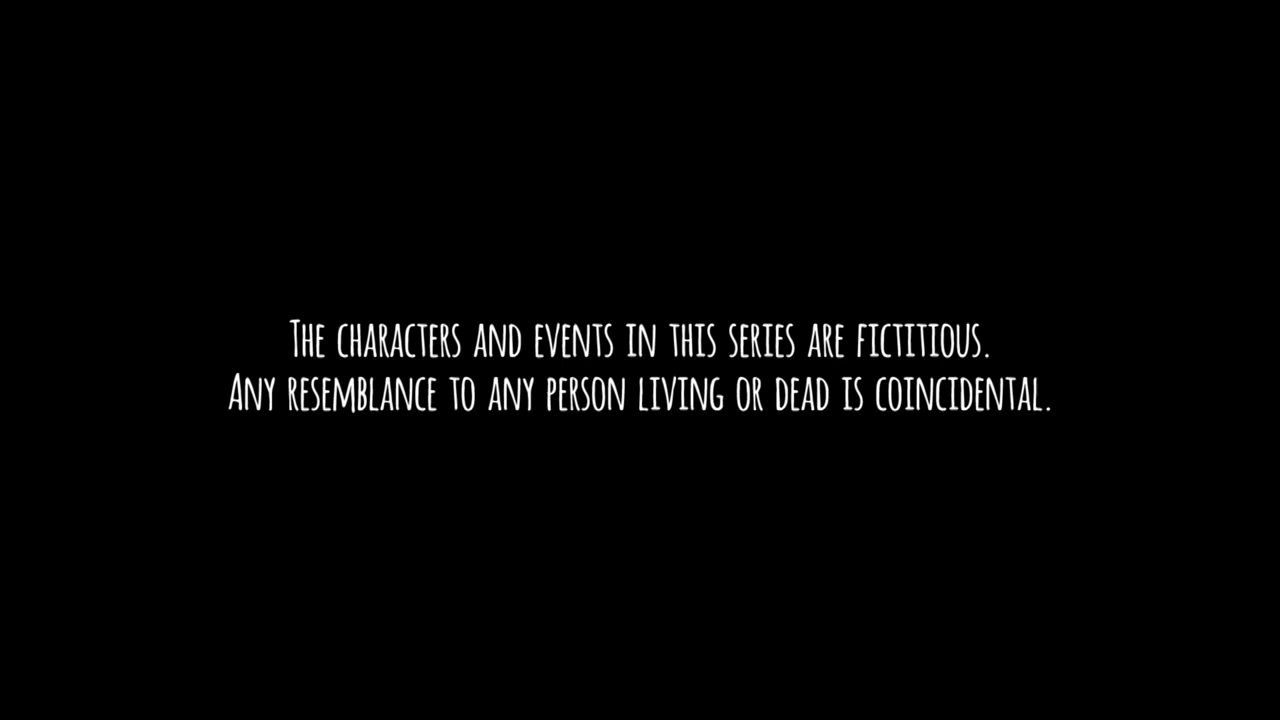 The characters and events in this series are fictitious.
Any resemblance to any person living or dead is coincidental.